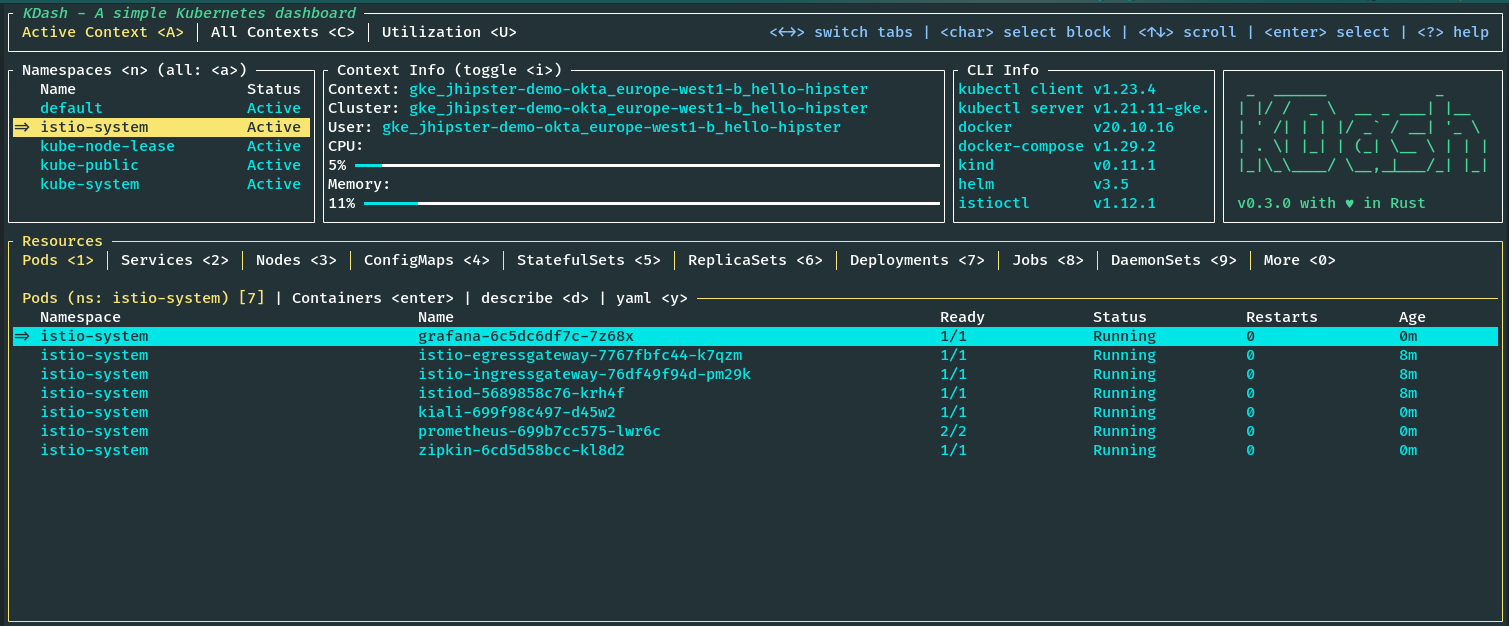 KDash - A simple Kubernetes dashboard
Active Context <A> | All Contexts <C> | Utilization <U>
<←→> switch tabs | <char> select block | <↑↓> scroll | <enter> select | <?> help
Namespaces <n> (all: <a>)
Name Status
default Active
⇒ istio-system Active
kube-node-lease Active
kube-public Active
kube-system Active
Context Info (toggle <i>)
Context: gke_jhipster-demo-okta_europe-west1-b_hello-hipster
Cluster: gke_jhipster-demo-okta_europe-west1-b_hello-hipster
User: gke_jhipster-demo-okta_europe-west1-b_hello-hipster
CPU:
5%
Memory:
11%
CLI Info
kubectl client v1.23.4
kubectl server v1.21.11-gke.
docker v20.10.16
docker-compose v1.29.2
kind v0.11.1
helm v3.5
istioctl v1.12.1
KDash
v0.3.0 with ♥ in Rust
Resources
Pods <1> | Services <2> | Nodes <3> | ConfigMaps <4> | StatefulSets <5> | ReplicaSets <6> | Deployments <7> | Jobs <8> | DaemonSets <9> | More <0>
Pods (ns: istio-system) [7] | Containers <enter> | describe <d> | yaml <y>
Namespace Name Ready Status Restarts Age
⇒ istio-system grafana-6c5dc6df7c-7z68x 1/1 Running 0 0m
istio-system istio-egressgateway-7767fbfc44-k7qzm 1/1 Running 0 8m
istio-system istio-ingressgateway-76df49f94d-pm29k 1/1 Running 0 8m
istio-system istiod-5689858c76-krh4f 1/1 Running 0 8m
istio-system kiali-699f98c497-d45w2 1/1 Running 0 0m
istio-system prometheus-699b7cc575-lwr6c 2/2 Running 0 0m
istio-system zipkin-6cd5d58bcc-kl8d2 1/1 Running 0 0m